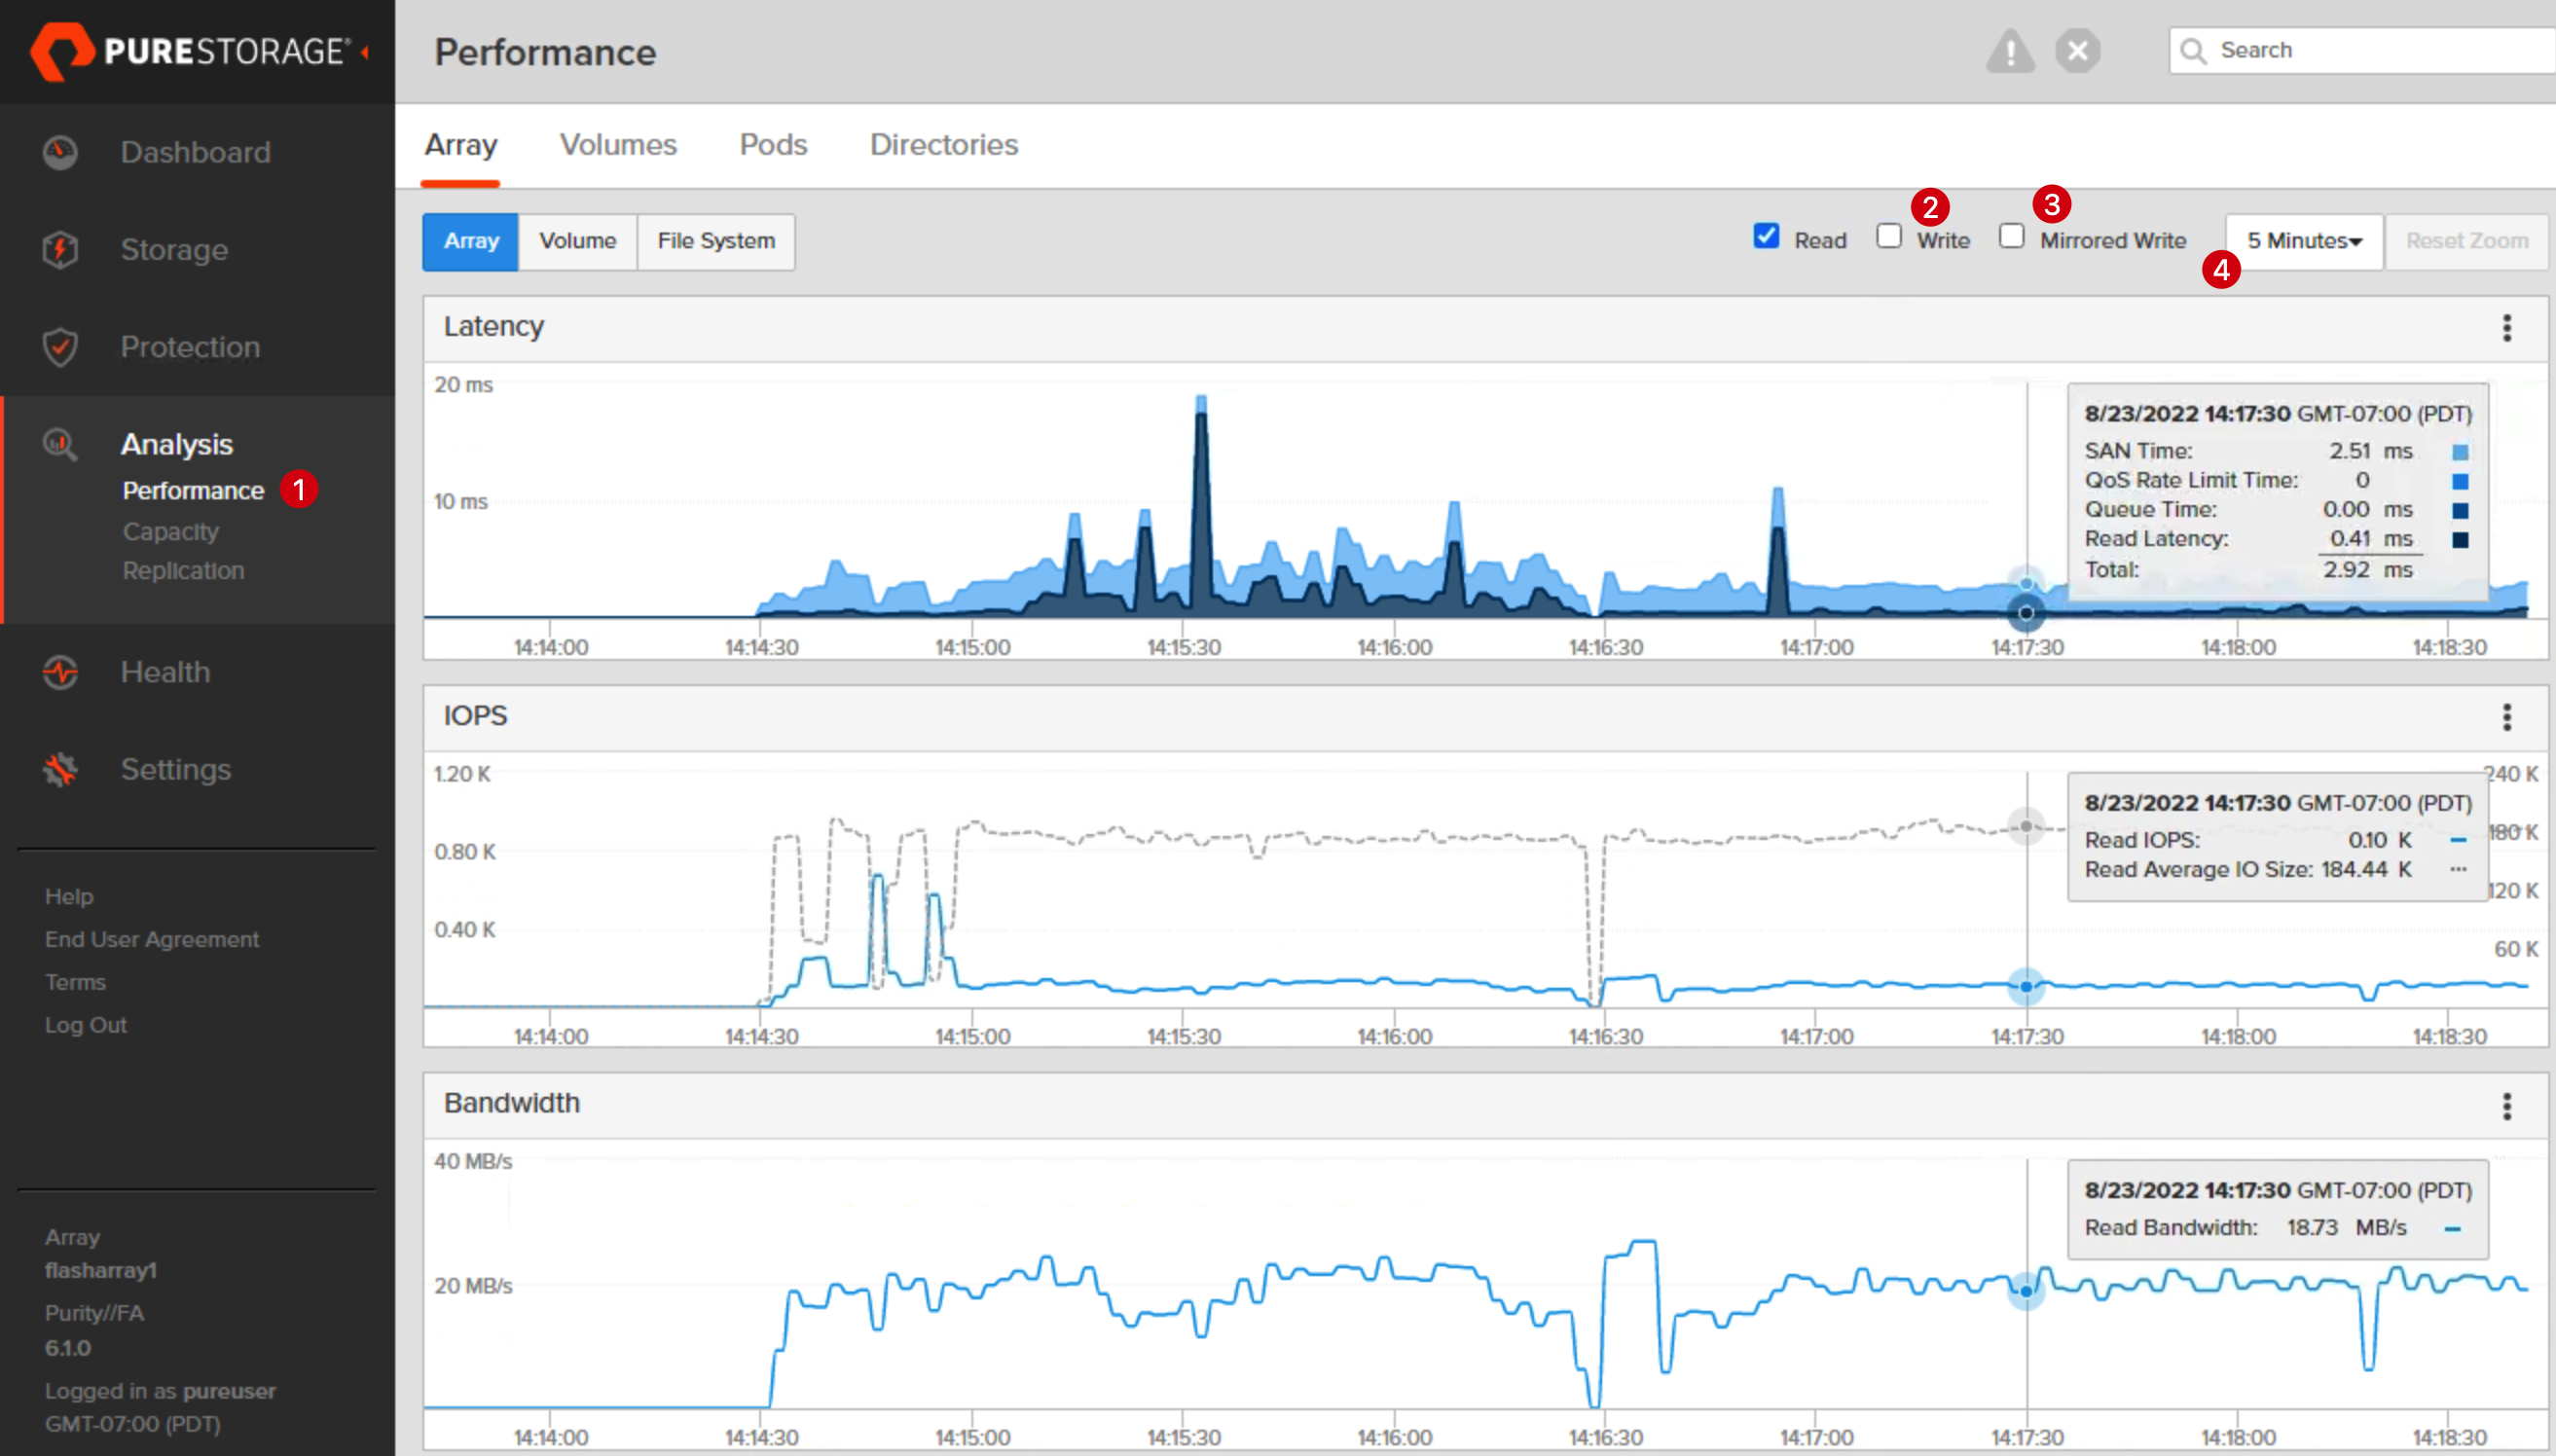 PURESTORAGE®
Performance
Search
Dashboard
Storage
Protection
Analysis
Performance 1
Capacity
Replication
Health
Settings
Help
End User Agreement
Terms
Log Out
Array
flasharray1
Purity//FA
6.1.0
Logged in as pureuser
GMT-07:00 (PDT)
Array Volumes Pods Directories
Array Volume File System
2 3
Read Write Mirrored Write 5 Minutes Reset Zoom
4
Latency
20 ms
10 ms
8/23/2022 14:17:30 GMT-07:00 (PDT)
SAN Time: 2.51 ms
QoS Rate Limit Time: 0
Queue Time: 0.00 ms
Read Latency: 0.41 ms
Total: 2.92 ms
14:14:00 14:14:30 14:15:00 14:15:30 14:16:00 14:16:30 14:17:00 14:17:30 14:18:00 14:18:30
IOPS
1.20 K
0.80 K
0.40 K
240 K
180 K
120 K
60 K
8/23/2022 14:17:30 GMT-07:00 (PDT)
Read IOPS: 0.10 K
Read Average IO Size: 184.44 K
14:14:00 14:14:30 14:15:00 14:15:30 14:16:00 14:16:30 14:17:00 14:17:30 14:18:00 14:18:30
Bandwidth
40 MB/s
20 MB/s
8/23/2022 14:17:30 GMT-07:00 (PDT)
Read Bandwidth: 18.73 MB/s
14:14:00 14:14:30 14:15:00 14:15:30 14:16:00 14:16:30 14:17:00 14:17:30 14:18:00 14:18:30